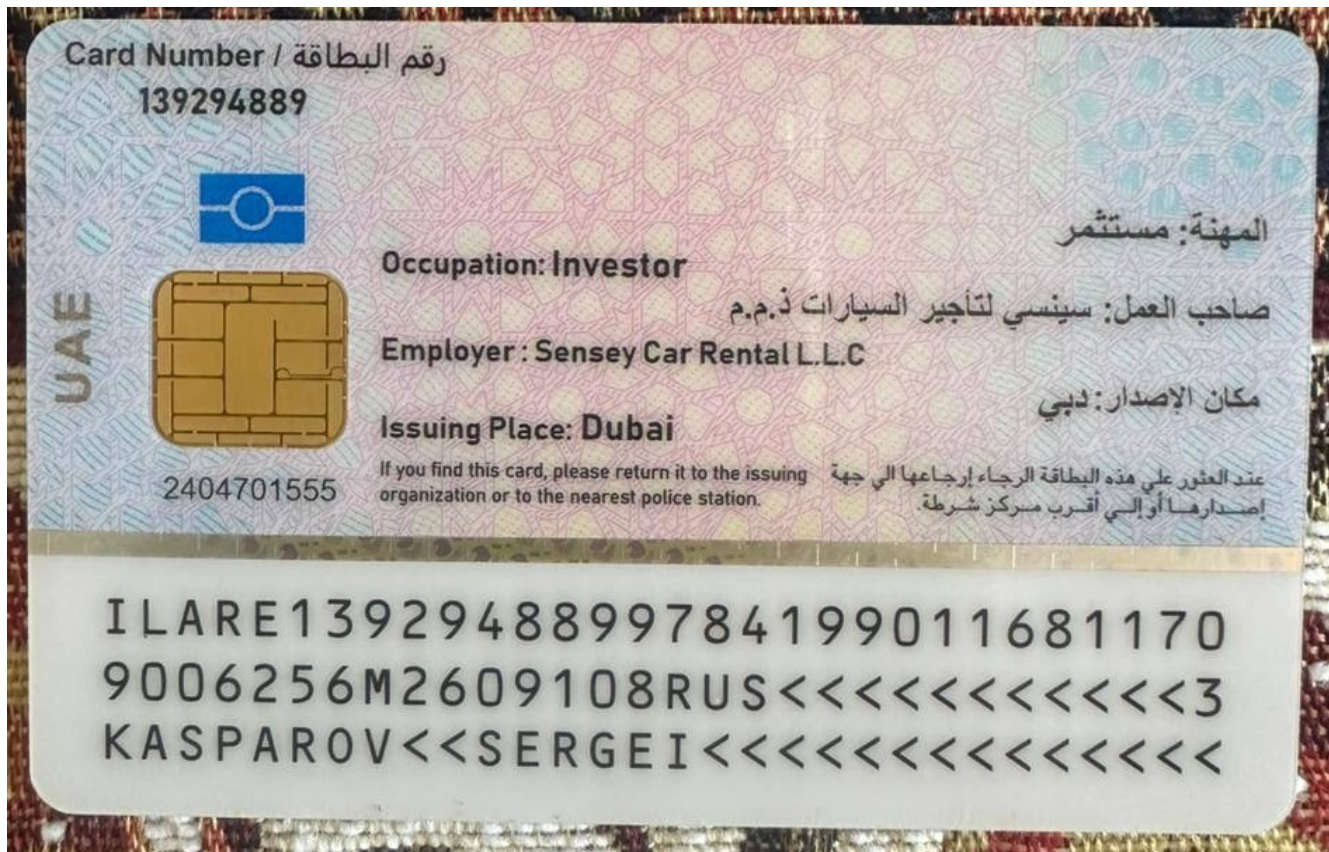 Card Number / رقم البطاقة
139294889
المهنة: مستثمر
Occupation: Investor
صاحب العمل: سينسي لتأجير السيارات ذ.م.م
Employer : Sensey Car Rental L.L.C
مكان الإصدار: دبي
Issuing Place: Dubai
UAE
2404701555
If you find this card, please return it to the issuing
organization or to the nearest police station.
عند العثور علي هذه البطاقة الرجاء إرجاعها الي جهة
إصدارها أو إلى أقرب مركز شرطة.
ILARE1392948899784199011681170
9006256M2609108RUS<<<<<<<<<<<3
KASPAROV<<SERGEI<<<<<<<<<<<<<<